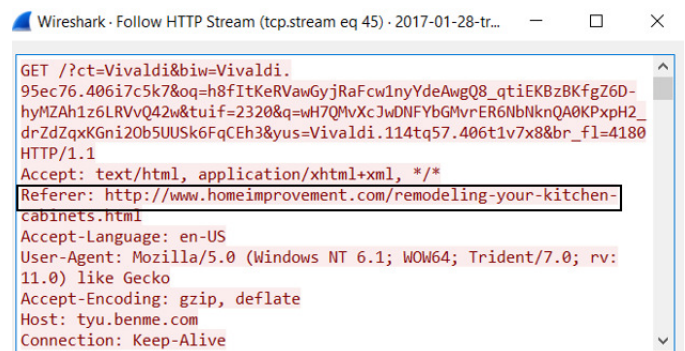 Wireshark · Follow HTTP Stream (tcp.stream eq 45) · 2017-01-28-tr...
GET /?ct=Vivaldi&biw=Vivaldi.
95ec76.406i7c5k7&oq=h8fItKeRVawGyjRaFcw1nyYdeAwgQ8_qtiEKBzBKfgZ6D-
hyMZAh1z6LRVvQ42w&tuif=2320&q=wH7QMvXcJwDNFYbGMvrER6NbNknQA0KPxpH2_
drZdZqxKGni2Ob5UUSk6FqCEh3&yus=Vivaldi.114tq57.406t1v7x8&br_fl=4180
HTTP/1.1
Accept: text/html, application/xhtml+xml, */*
Referer: http://www.homeimprovement.com/remodeling-your-kitchen-
cabinets.html
Accept-Language: en-US
User-Agent: Mozilla/5.0 (Windows NT 6.1; WOW64; Trident/7.0; rv:
11.0) like Gecko
Accept-Encoding: gzip, deflate
Host: tyu.benme.com
Connection: Keep-Alive